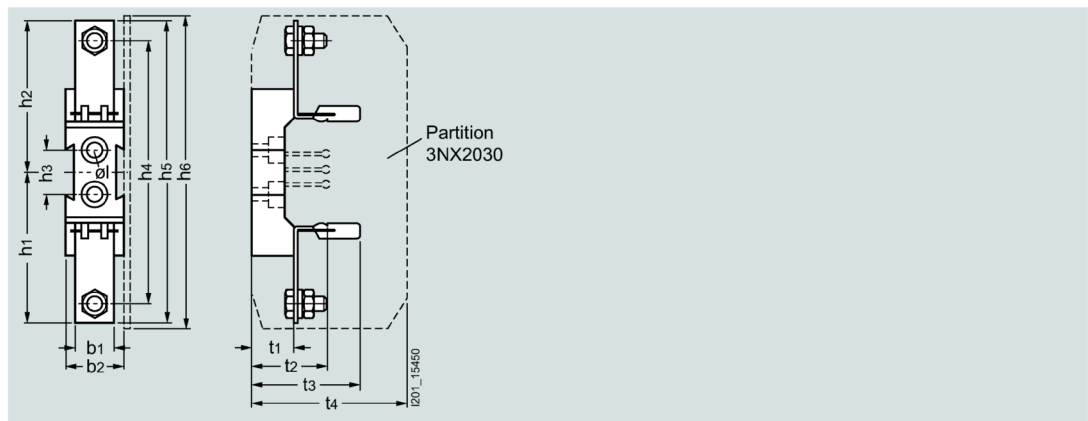 h2
h3
h1
øl
h4
h5
h6
b1
b2
t1
t2
t3
t4
Partition
3NX2030
I201_15450